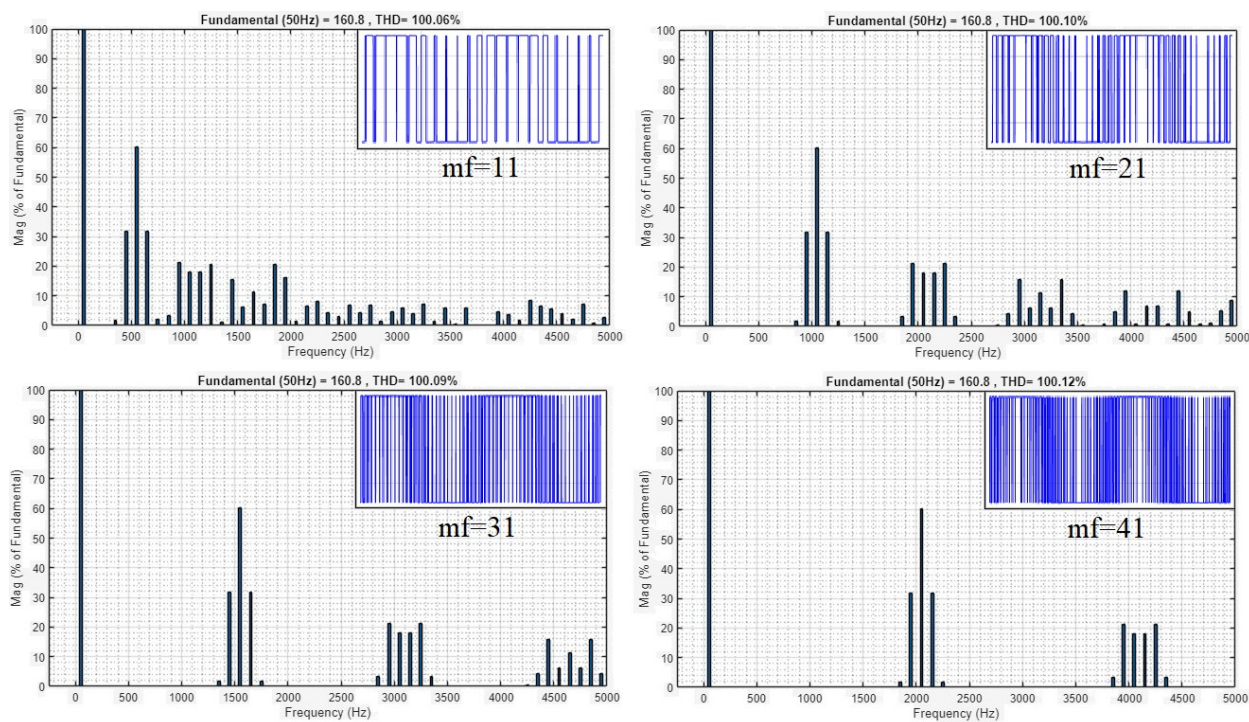 Fundamental (50Hz) = 160.8 , THD= 100.06%
Mag (% of Fundamental)
100
90
80
70
60
50
40
30
20
10
0
mf=11
0 500 1000 1500 2000 2500 3000 3500 4000 4500 5000
Frequency (Hz)
Fundamental (50Hz) = 160.8 , THD= 100.10%
Mag (% of Fundamental)
100
90
80
70
60
50
40
30
20
10
0
mf=21
0 500 1000 1500 2000 2500 3000 3500 4000 4500 5000
Frequency (Hz)
Fundamental (50Hz) = 160.8 , THD= 100.09%
Mag (% of Fundamental)
100
90
80
70
60
50
40
30
20
10
0
mf=31
0 500 1000 1500 2000 2500 3000 3500 4000 4500 5000
Frequency (Hz)
Fundamental (50Hz) = 160.8 , THD= 100.12%
Mag (% of Fundamental)
100
90
80
70
60
50
40
30
20
10
0
mf=41
0 500 1000 1500 2000 2500 3000 3500 4000 4500 5000
Frequency (Hz)